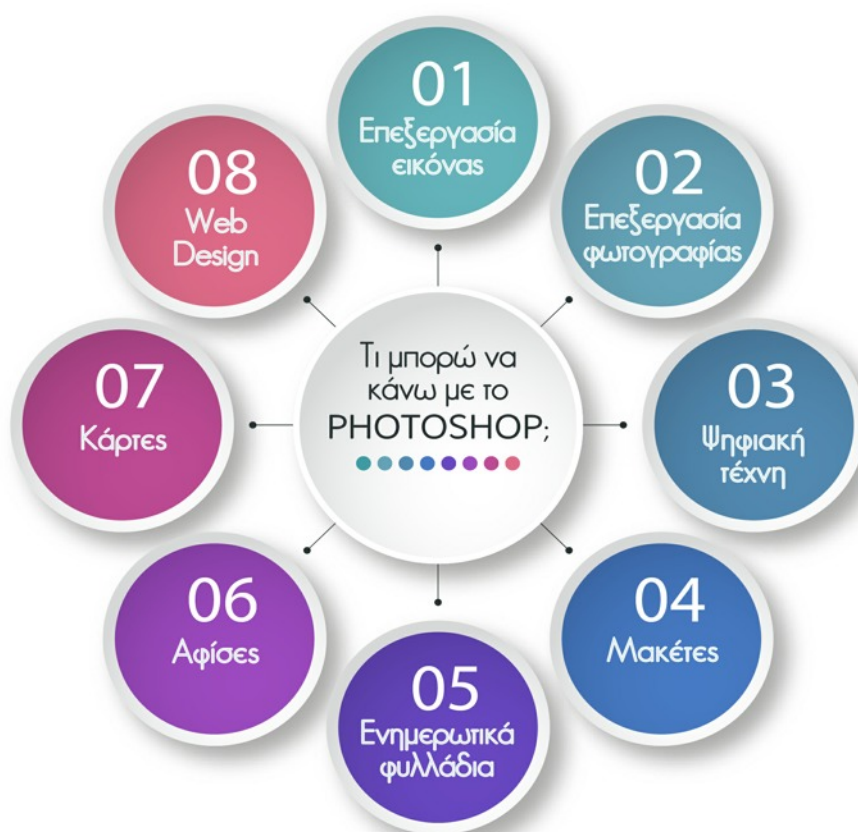 Τι μπορώ να
κάνω με το
PHOTOSHOP;
01
Επεξεργασία
εικόνας
02
Επεξεργασία
φωτογραφίας
03
Ψηφιακή
τέχνη
04
Μακέτες
05
Ενημερωτικά
φυλλάδια
06
Αφίσες
07
Κάρτες
08
Web
Design